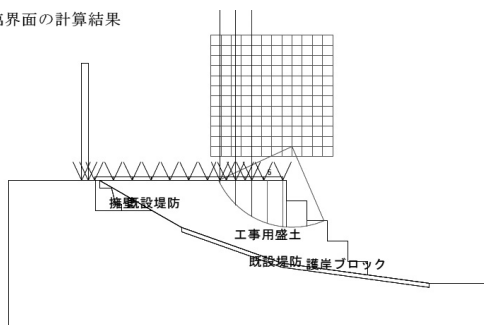 界面の計算結果
5
擁壁 既設堤防
工事用盛土
既設堤防 護岸ブロック